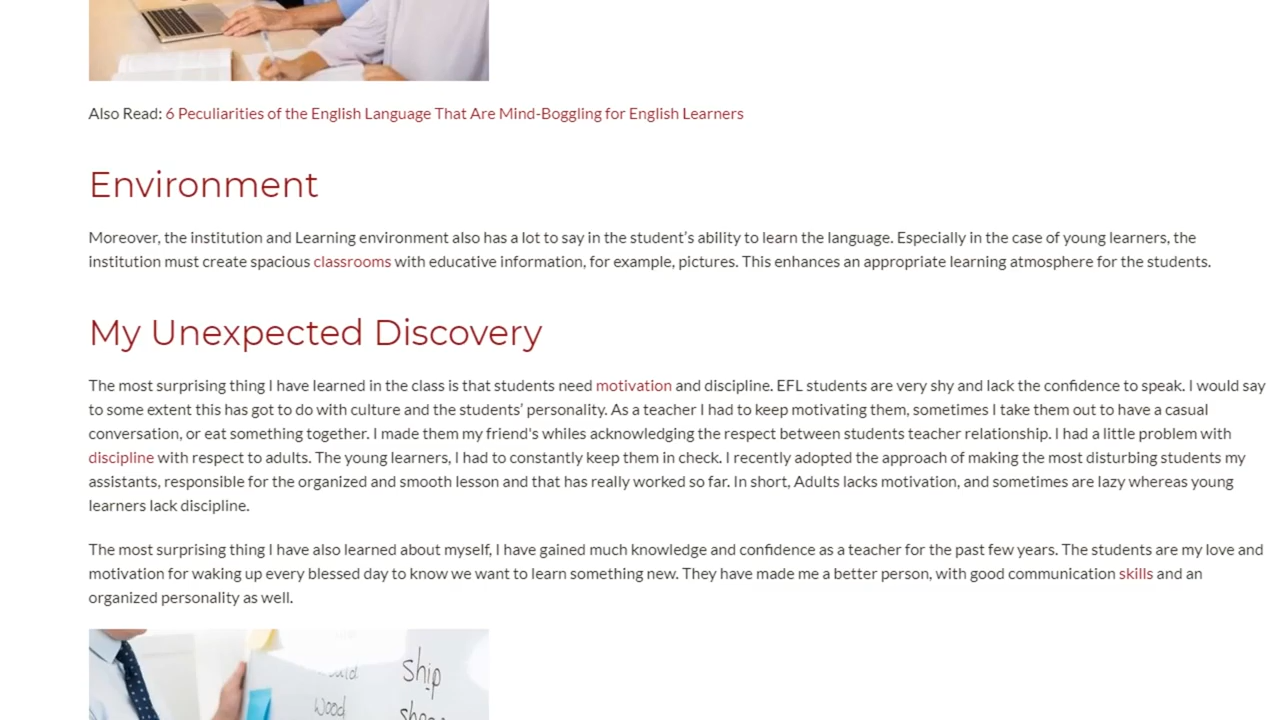 Also Read: 6 Peculiarities of the English Language That Are Mind-Boggling for English Learners
Environment
Moreover, the institution and Learning environment also has a lot to say in the student's ability to learn the language. Especially in the case of young learners, the
institution must create spacious classrooms with educative information, for example, pictures. This enhances an appropriate learning atmosphere for the students.
My Unexpected Discovery
The most surprising thing I have learned in the class is that students need motivation and discipline. EFL students are very shy and lack the confidence to speak. I would say
to some extent this has got to do with culture and the students' personality. As a teacher I had to keep motivating them, sometimes I take them out to have a casual
conversation, or eat something together. I made them my friend's whiles acknowledging the respect between students teacher relationship. I had a little problem with
discipline with respect to adults. The young learners, I had to constantly keep them in check. I recently adopted the approach of making the most disturbing students my
assistants, responsible for the organized and smooth lesson and that has really worked so far. In short, Adults lacks motivation, and sometimes are lazy whereas young
learners lack discipline.
The most surprising thing I have also learned about myself, I have gained much knowledge and confidence as a teacher for the past few years. The students are my love and
motivation for waking up every blessed day to know we want to learn something new. They have made me a better person, with good communication skills and an
organized personality as well.
ship
wood